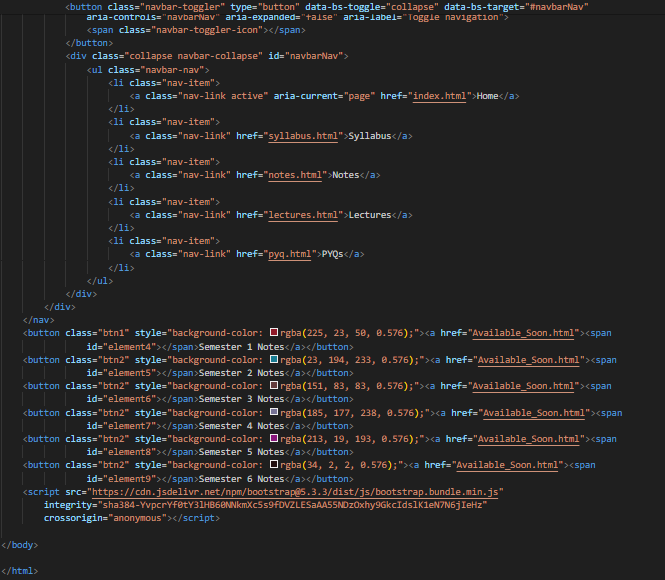 <button class="navbar-toggler" type="button" data-bs-toggle="collapse" data-bs-target="#navbarNav"
aria-controls="navbarNav" aria-expanded="false" aria-label="Toggle navigation">
<span class="navbar-toggler-icon"></span>
</button>
<div class="collapse navbar-collapse" id="navbarNav">
<ul class="navbar-nav">
<li class="nav-item">
<a class="nav-link active" aria-current="page" href="index.html">Home</a>
</li>
<li class="nav-item">
<a class="nav-link" href="syllabus.html">Syllabus</a>
</li>
<li class="nav-item">
<a class="nav-link" href="notes.html">Notes</a>
</li>
<li class="nav-item">
<a class="nav-link" href="lectures.html">Lectures</a>
</li>
<li class="nav-item">
<a class="nav-link" href="pyq.html">PYQs</a>
</li>
</ul>
</div>
</div>
</nav>
<button class="btn1" style="background-color: rgba(225, 23, 50, 0.576);"><a href="Available_Soon.html"><span
id="element4"></span>Semester 1 Notes</a></button>
<button class="btn2" style="background-color: rgba(23, 194, 233, 0.576);"><a href="Available_Soon.html"><span
id="element5"></span>Semester 2 Notes</a></button>
<button class="btn2" style="background-color: rgba(151, 83, 83, 0.576);"><a href="Available_Soon.html"><span
id="element6"></span>Semester 3 Notes</a></button>
<button class="btn2" style="background-color: rgba(185, 177, 238, 0.576);"><a href="Available_Soon.html"><span
id="element7"></span>Semester 4 Notes</a></button>
<button class="btn2" style="background-color: rgba(213, 19, 193, 0.576);"><a href="Available_Soon.html"><span
id="element8"></span>Semester 5 Notes</a></button>
<button class="btn2" style="background-color: rgba(34, 2, 2, 0.576);"><a href="Available_Soon.html"><span
id="element9"></span>Semester 6 Notes</a></button>
<script src="https://cdn.jsdelivr.net/npm/bootstrap@5.3.3/dist/js/bootstrap.bundle.min.js"
integrity="sha384-YvpcrYf0tY3lHB60NNkmXc5s9fDVZLESaAA55NDzOxhy9GkcIdslK1eN7N6jIeHz"
crossorigin="anonymous"></script>
</body>
</html>